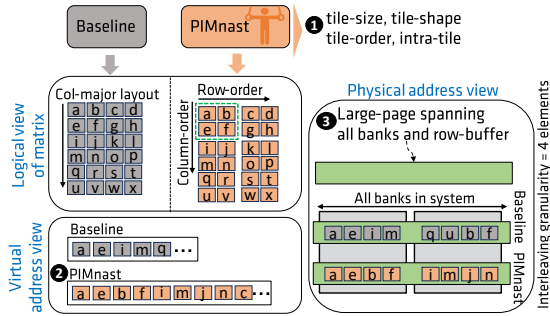 Baseline
PIMnast
1 tile-size, tile-shape
tile-order, intra-tile
Logical view
of matrix
Col-major layout
a b c d
e f g h
i j k l
m n o p
q r s t
u v w x
Row-order
Column-order
a b c d
e f g h
i j k l
m n o p
q r s t
u v w x
Virtual
address view
Baseline
a e i m q ...
2 PIMnast
a e b f i m j n c ...
Physical address view
3 Large-page spanning
all banks and row-buffer
All banks in system
a e i m q u b f
a e b f i m j n
Baseline
PIMnast
Interleaving granularity = 4 elements